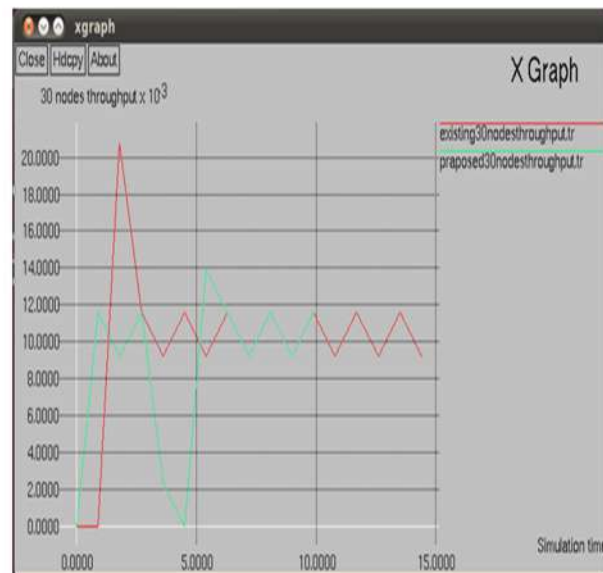 xgraph
Close Hdcpy About
X Graph
30 nodes throughput x 10^3
existing30nodesthroughput.tr
praposed30nodesthroughput.tr
20.0000
18.0000
16.0000
14.0000
12.0000
10.0000
8.0000
6.0000
4.0000
2.0000
0.0000
Simulation time
0.0000 5.0000 10.0000 15.0000